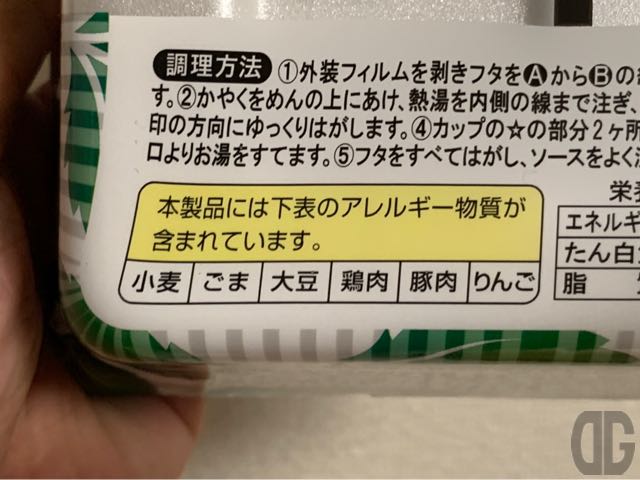 調理方法 ①外装フィルムを剥きフタをAからBの
す。②かやくをめんの上にあけ、熱湯を内側の線まで注ぎ、
印の方向にゆっくりはがします。④カップの☆の部分2ヶ所
口よりお湯をすてます。⑤フタをすべてはがし、ソースをよく
本製品には下表のアレルギー物質が
含まれています。
小麦 ごま 大豆 鶏肉 豚肉 りんご
栄養
エネルギ
たん白
脂
DG